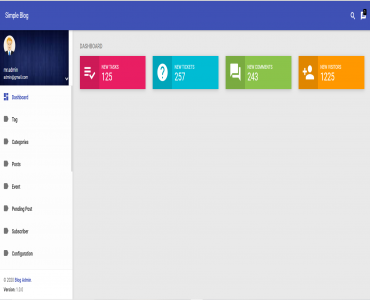 Simple Blog
mr.admin
admin@gmail.com
DASHBOARD
NEW TASKS
125
NEW TICKETS
257
NEW COMMENTS
243
NEW VISITORS
1225
Dashboard
Tag
Categories
Posts
Event
Pending Post
Subscriber
Configuration
© 2020 Blog Admin.
Version: 1.0.0